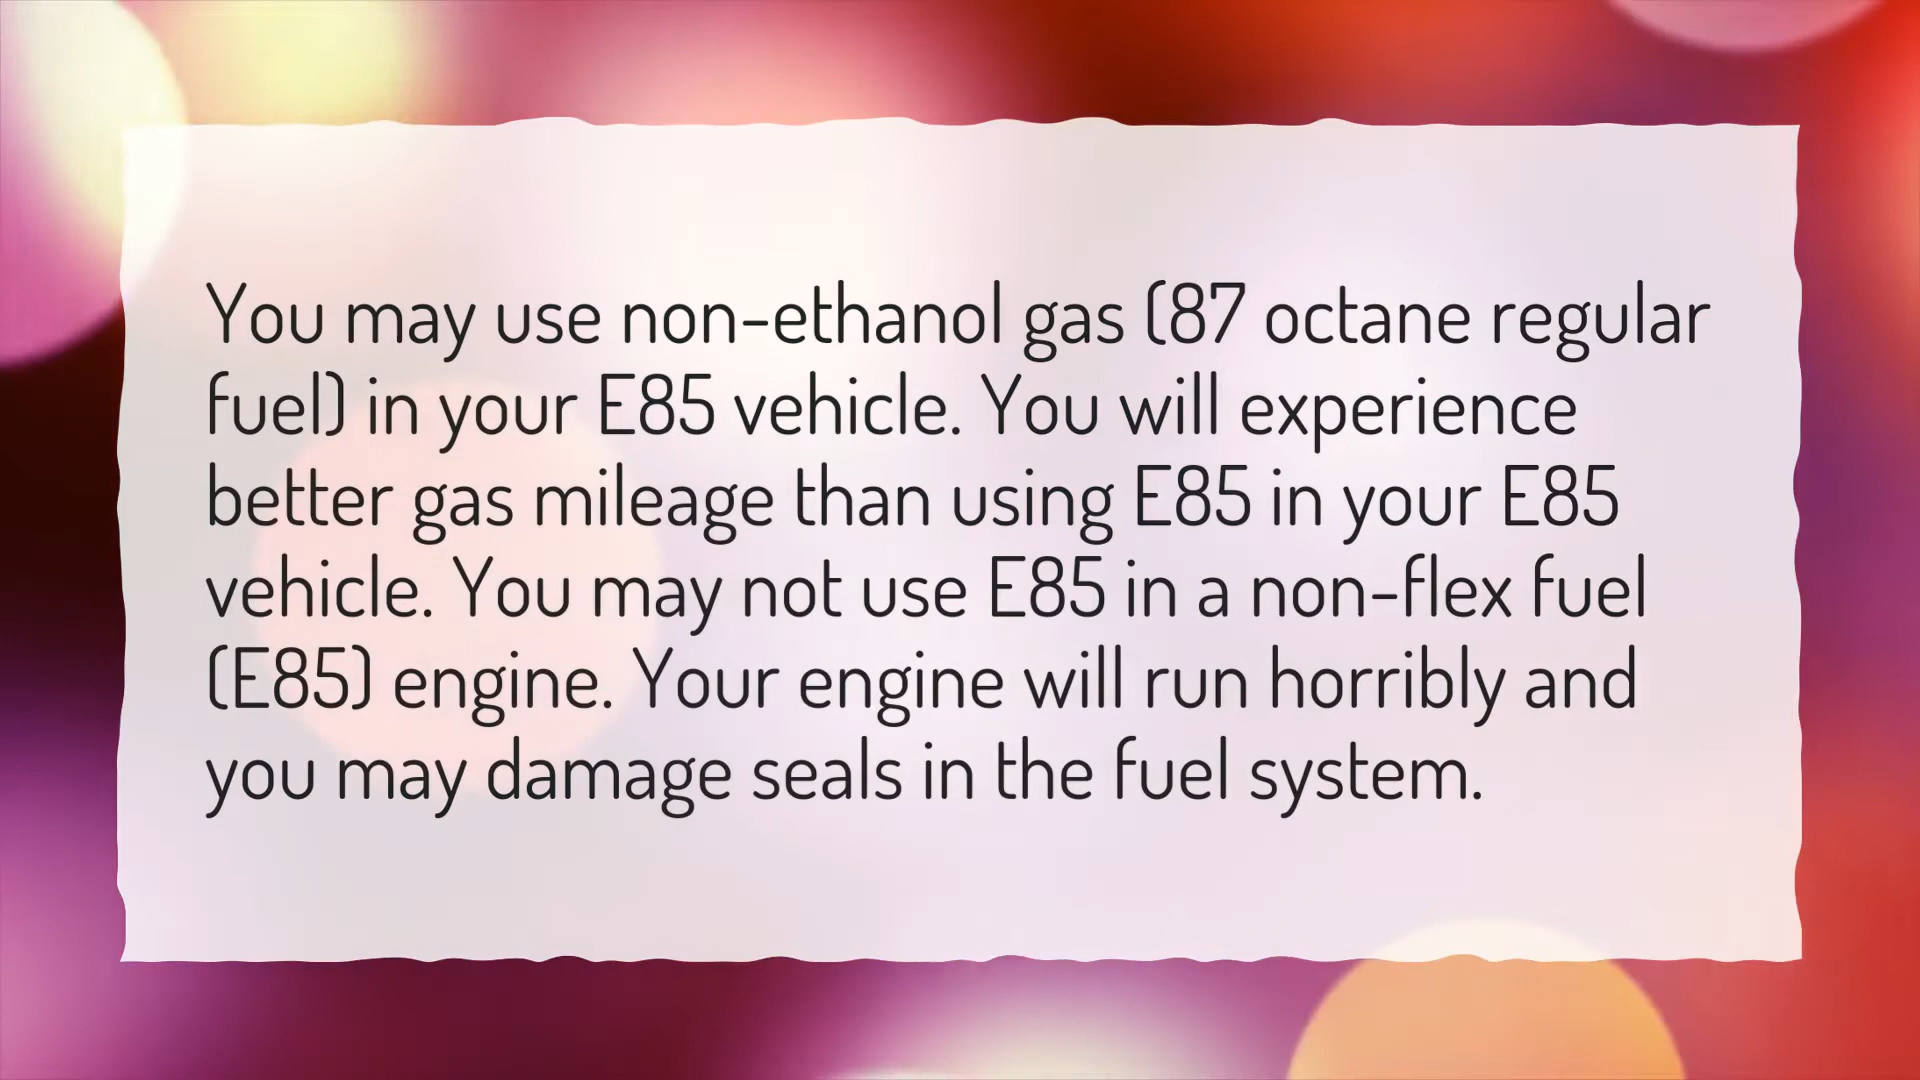 You may use non-ethanol gas (87 octane regular
fuel) in your E85 vehicle. You will experience
better gas mileage than using E85 in your E85
vehicle. You may not use E85 in a non-flex fuel
(E85) engine. Your engine will run horribly and
you may damage seals in the fuel system.